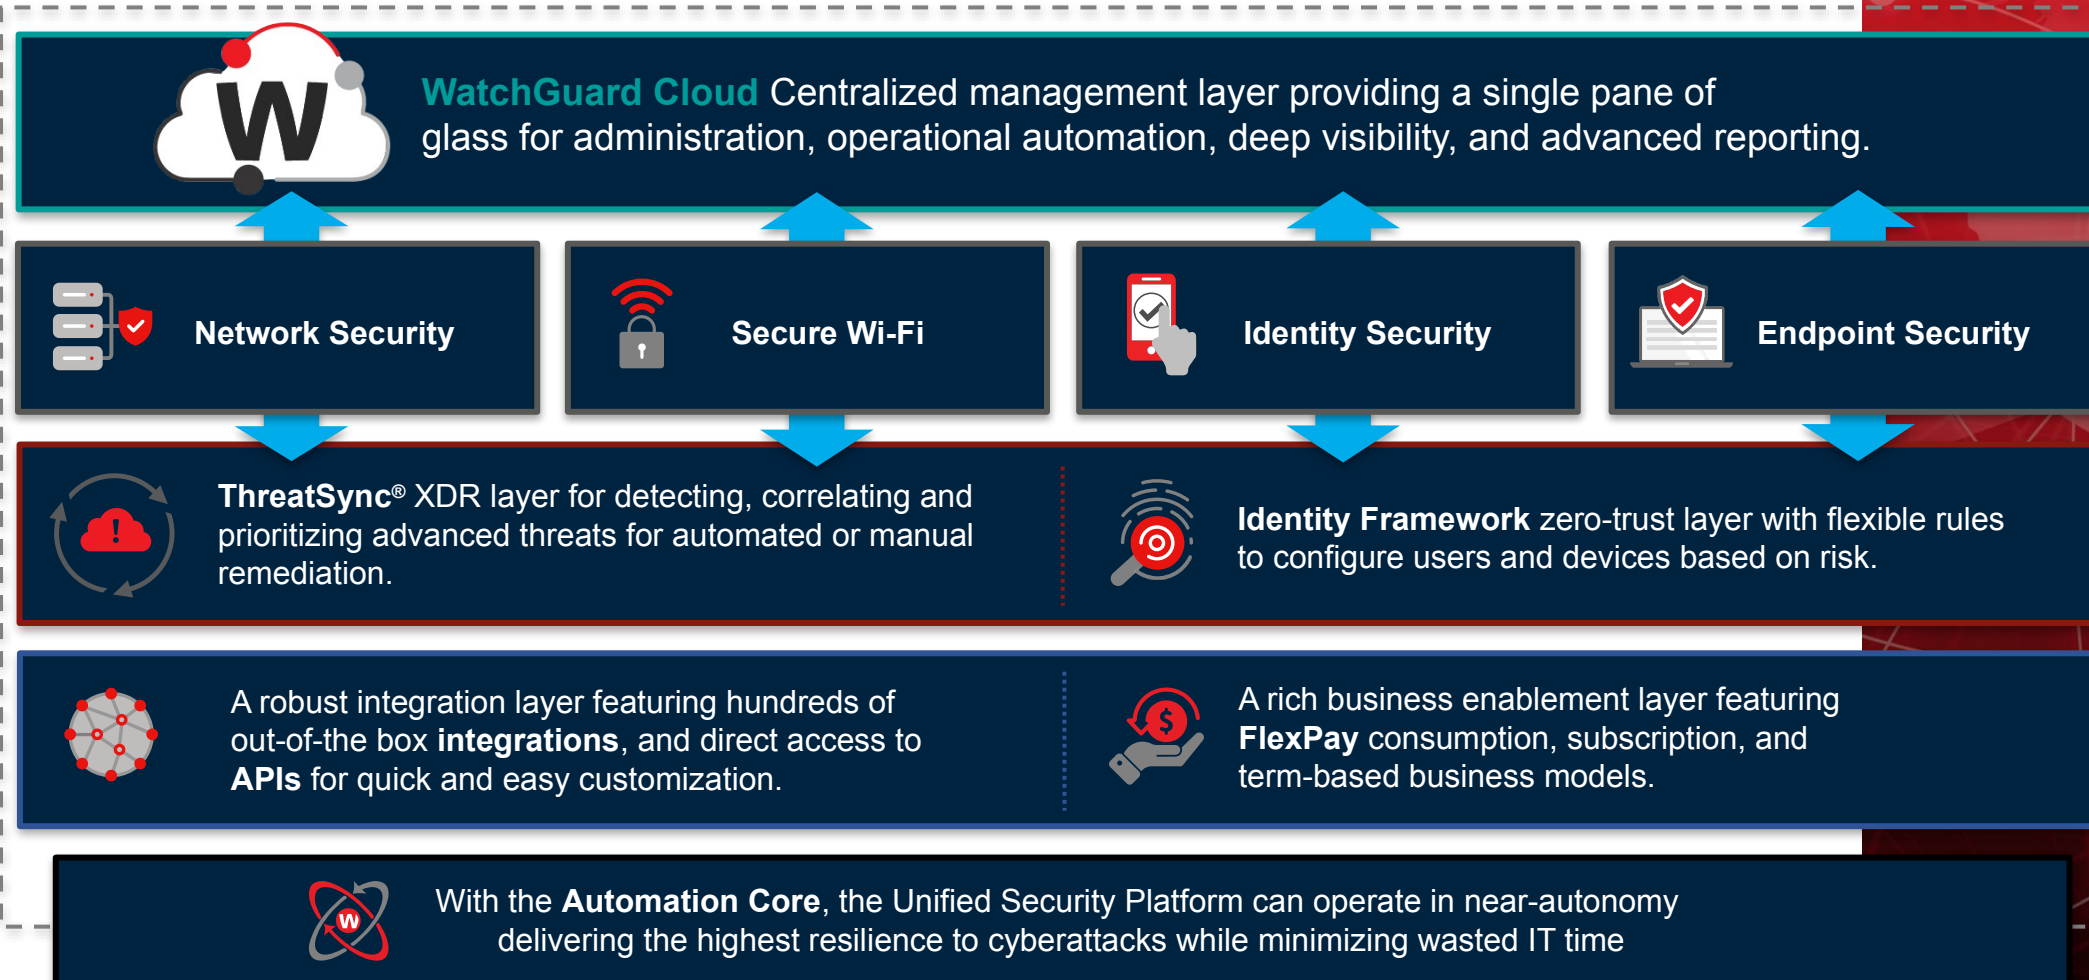 W
WatchGuard Cloud Centralized management layer providing a single pane of
glass for administration, operational automation, deep visibility, and advanced reporting.
Network Security
Secure Wi-Fi
Identity Security
Endpoint Security
ThreatSync® XDR layer for detecting, correlating and
prioritizing advanced threats for automated or manual
remediation.
Identity Framework zero-trust layer with flexible rules
to configure users and devices based on risk.
A robust integration layer featuring hundreds of
out-of-the box integrations, and direct access to
APIs for quick and easy customization.
$
A rich business enablement layer featuring
FlexPay consumption, subscription, and
term-based business models.
W
With the Automation Core, the Unified Security Platform can operate in near-autonomy
delivering the highest resilience to cyberattacks while minimizing wasted IT time